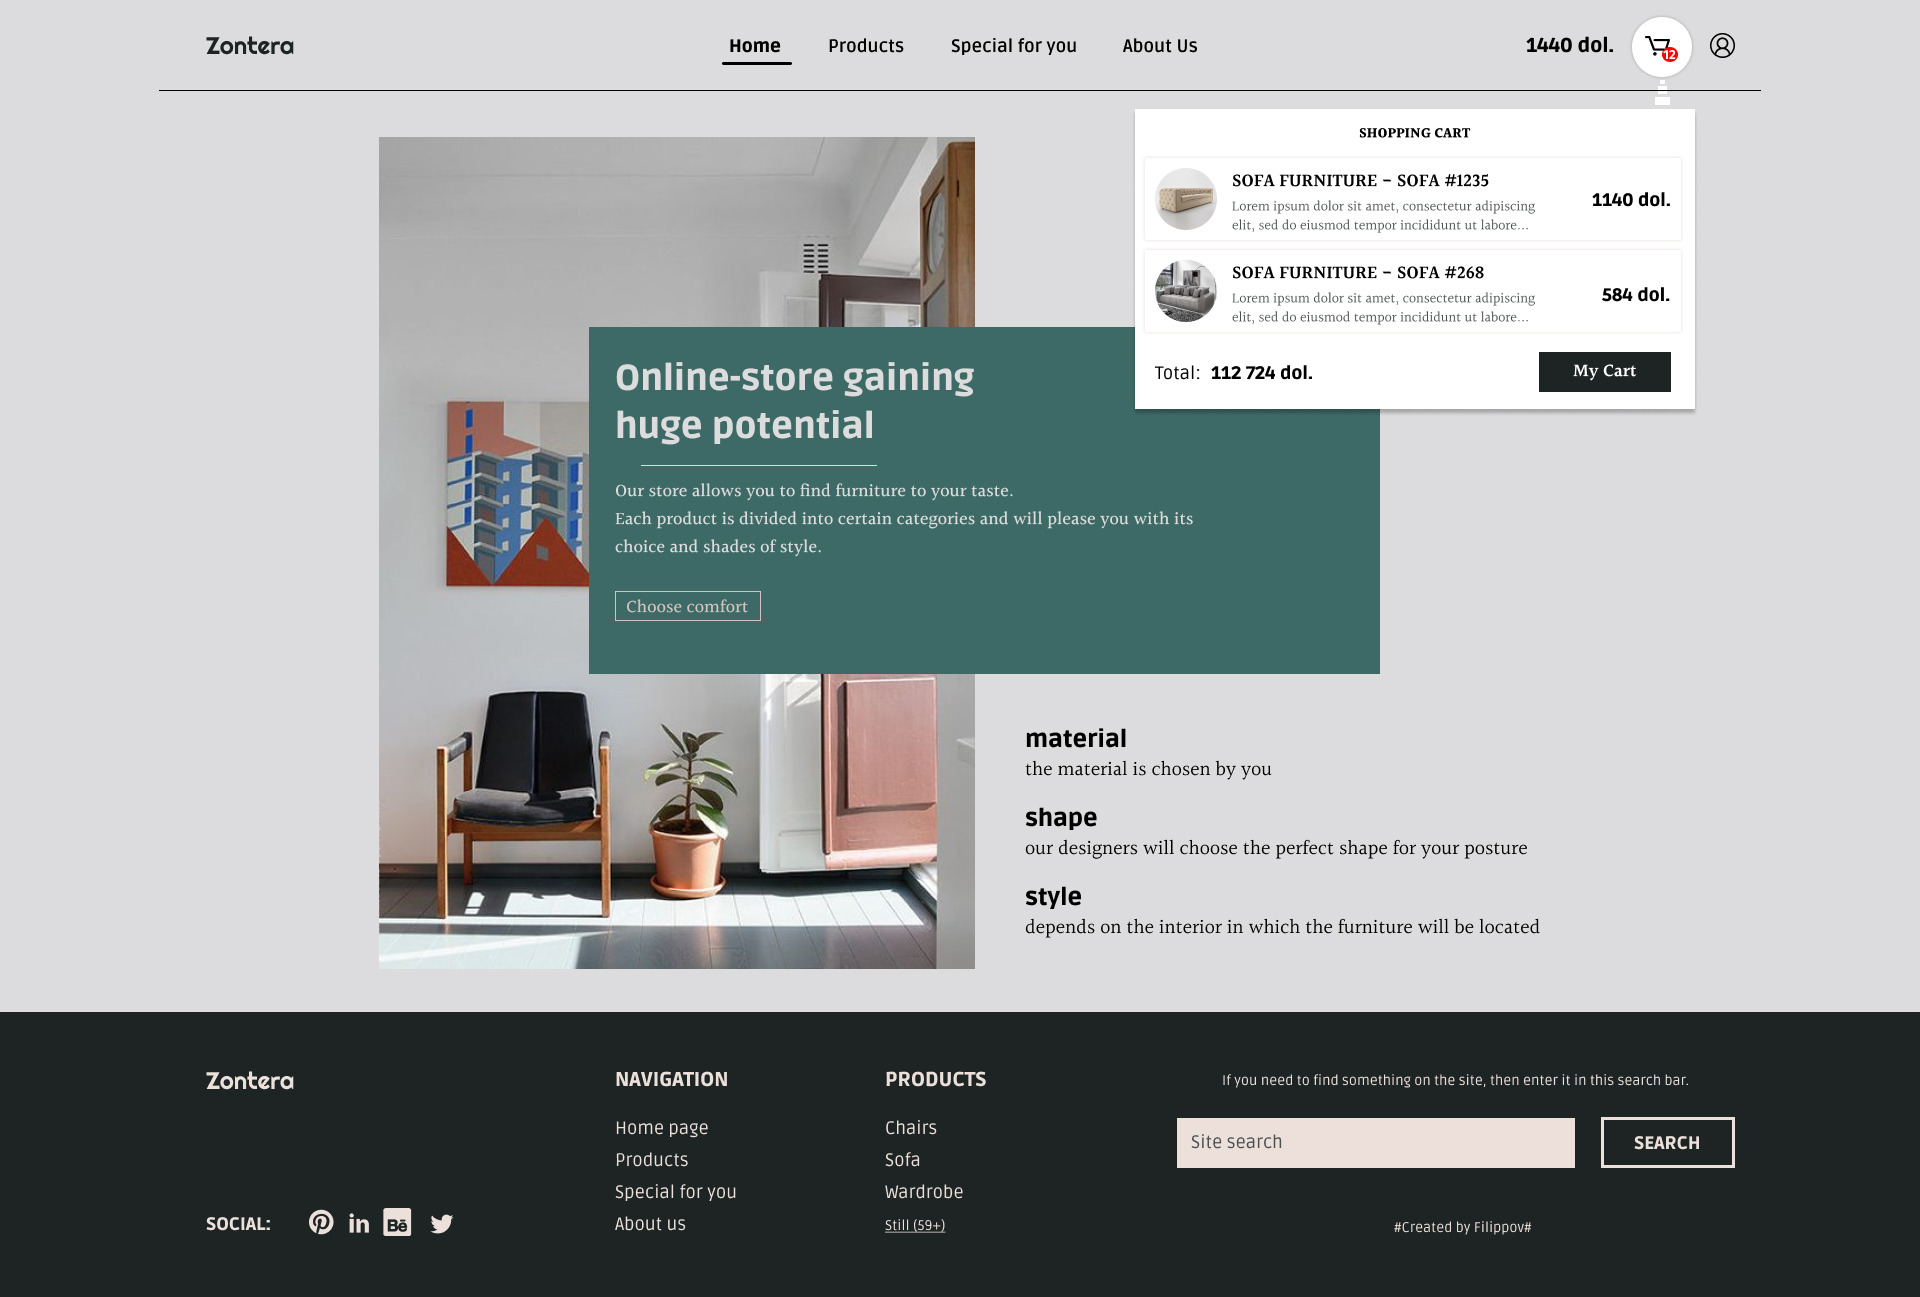 Zontera
Home Products Special for you About Us
1440 dol.
12
SHOPPING CART
SOFA FURNITURE - SOFA #1235
Lorem ipsum dolor sit amet, consectetur adipiscing
elit, sed do eiusmod tempor incididunt ut labore...
1140 dol.
SOFA FURNITURE - SOFA #268
Lorem ipsum dolor sit amet, consectetur adipiscing
elit, sed do eiusmod tempor incididunt ut labore...
584 dol.
Total: 112 724 dol.
My Cart
Online-store gaining
huge potential
Our store allows you to find furniture to your taste.
Each product is divided into certain categories and will please you with its
choice and shades of style.
Choose comfort
material
the material is chosen by you
shape
our designers will choose the perfect shape for your posture
style
depends on the interior in which the furniture will be located
Zontera
SOCIAL:
in
Bē
NAVIGATION
Home page
Products
Special for you
About us
PRODUCTS
Chairs
Sofa
Wardrobe
Still (59+)
If you need to find something on the site, then enter it in this search bar.
Site search
SEARCH
#Created by Filippov#